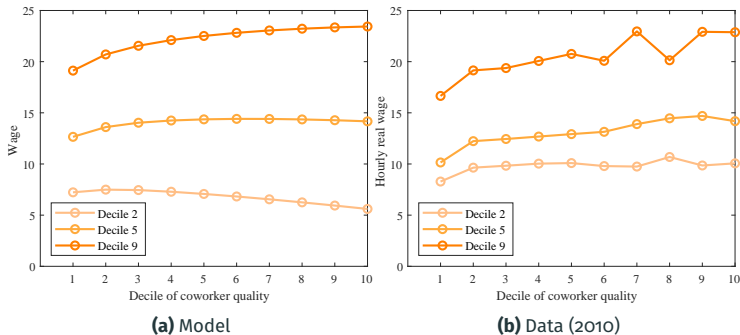 25
20
15
10
5
0
Wage
Decile 2
Decile 5
Decile 9
1 2 3 4 5 6 7 8 9 10
Decile of coworker quality
(a) Model
25
20
15
10
5
0
Hourly real wage
Decile 2
Decile 5
Decile 9
1 2 3 4 5 6 7 8 9 10
Decile of coworker quality
(b) Data (2010)